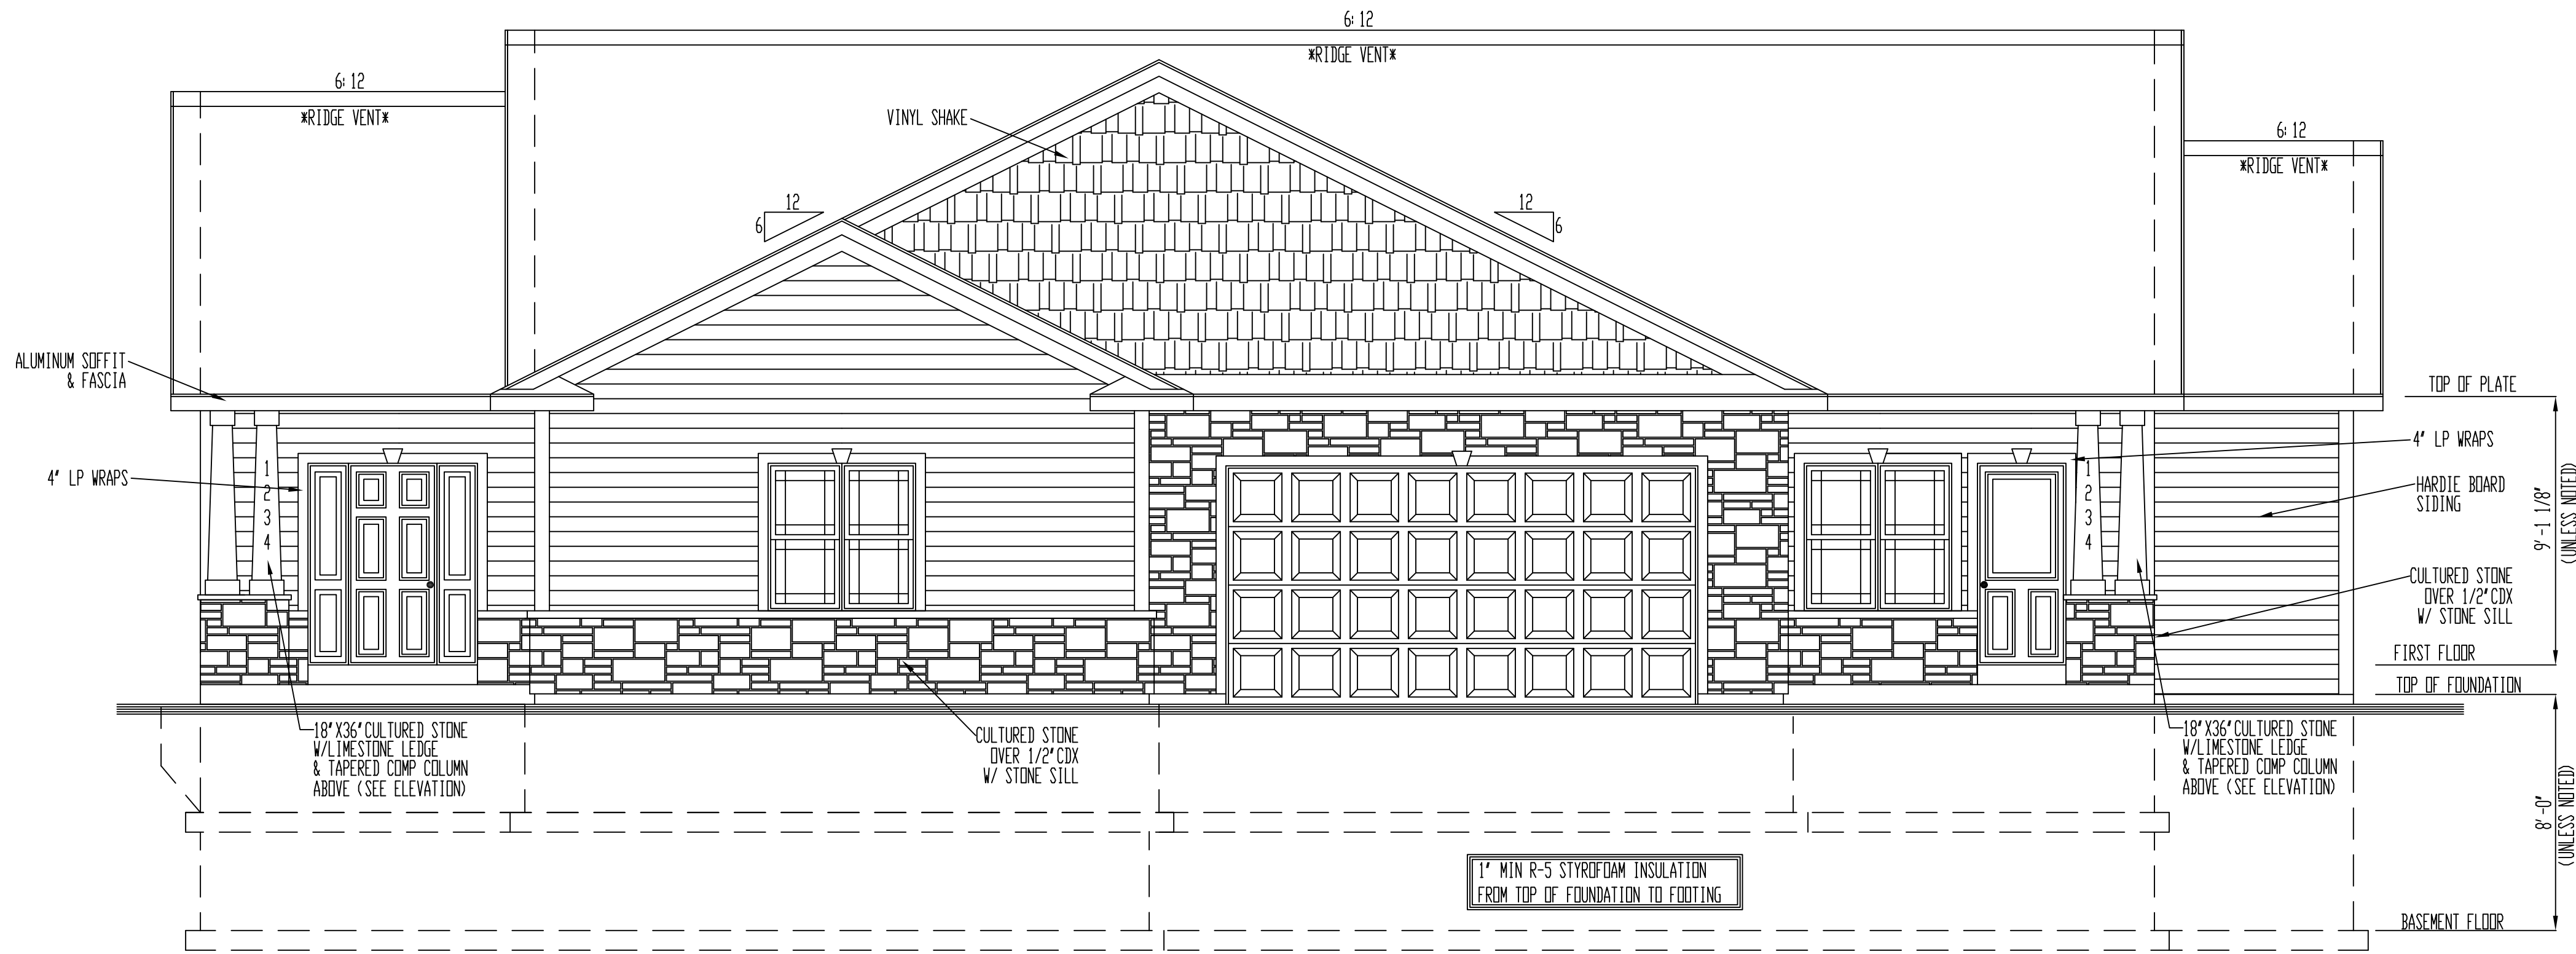 6:12
*RIDGE VENT*
6:12
*RIDGE VENT*
VINYL SHAKE
6:12
*RIDGE VENT*
12
6
12
6
ALUMINUM SOFFIT
& FASCIA
TOP OF PLATE
4" LP WRAPS
4" LP WRAPS
1
2
3
4
1
2
3
4
HARDIE BOARD
SIDING
9'-1 1/8"
(UNLESS NOTED)
CULTURED STONE
OVER 1/2"CDX
W/ STONE SILL
FIRST FLOOR
TOP OF FOUNDATION
18"X36"CULTURED STONE
W/LIMESTONE LEDGE
& TAPERED COMP COLUMN
ABOVE (SEE ELEVATION)
CULTURED STONE
OVER 1/2"CDX
W/ STONE SILL
18"X36"CULTURED STONE
W/LIMESTONE LEDGE
& TAPERED COMP COLUMN
ABOVE (SEE ELEVATION)
8'-0"
(UNLESS NOTED)
1" MIN R-5 STYROFOAM INSULATION
FROM TOP OF FOUNDATION TO FOOTING
BASEMENT FLOOR